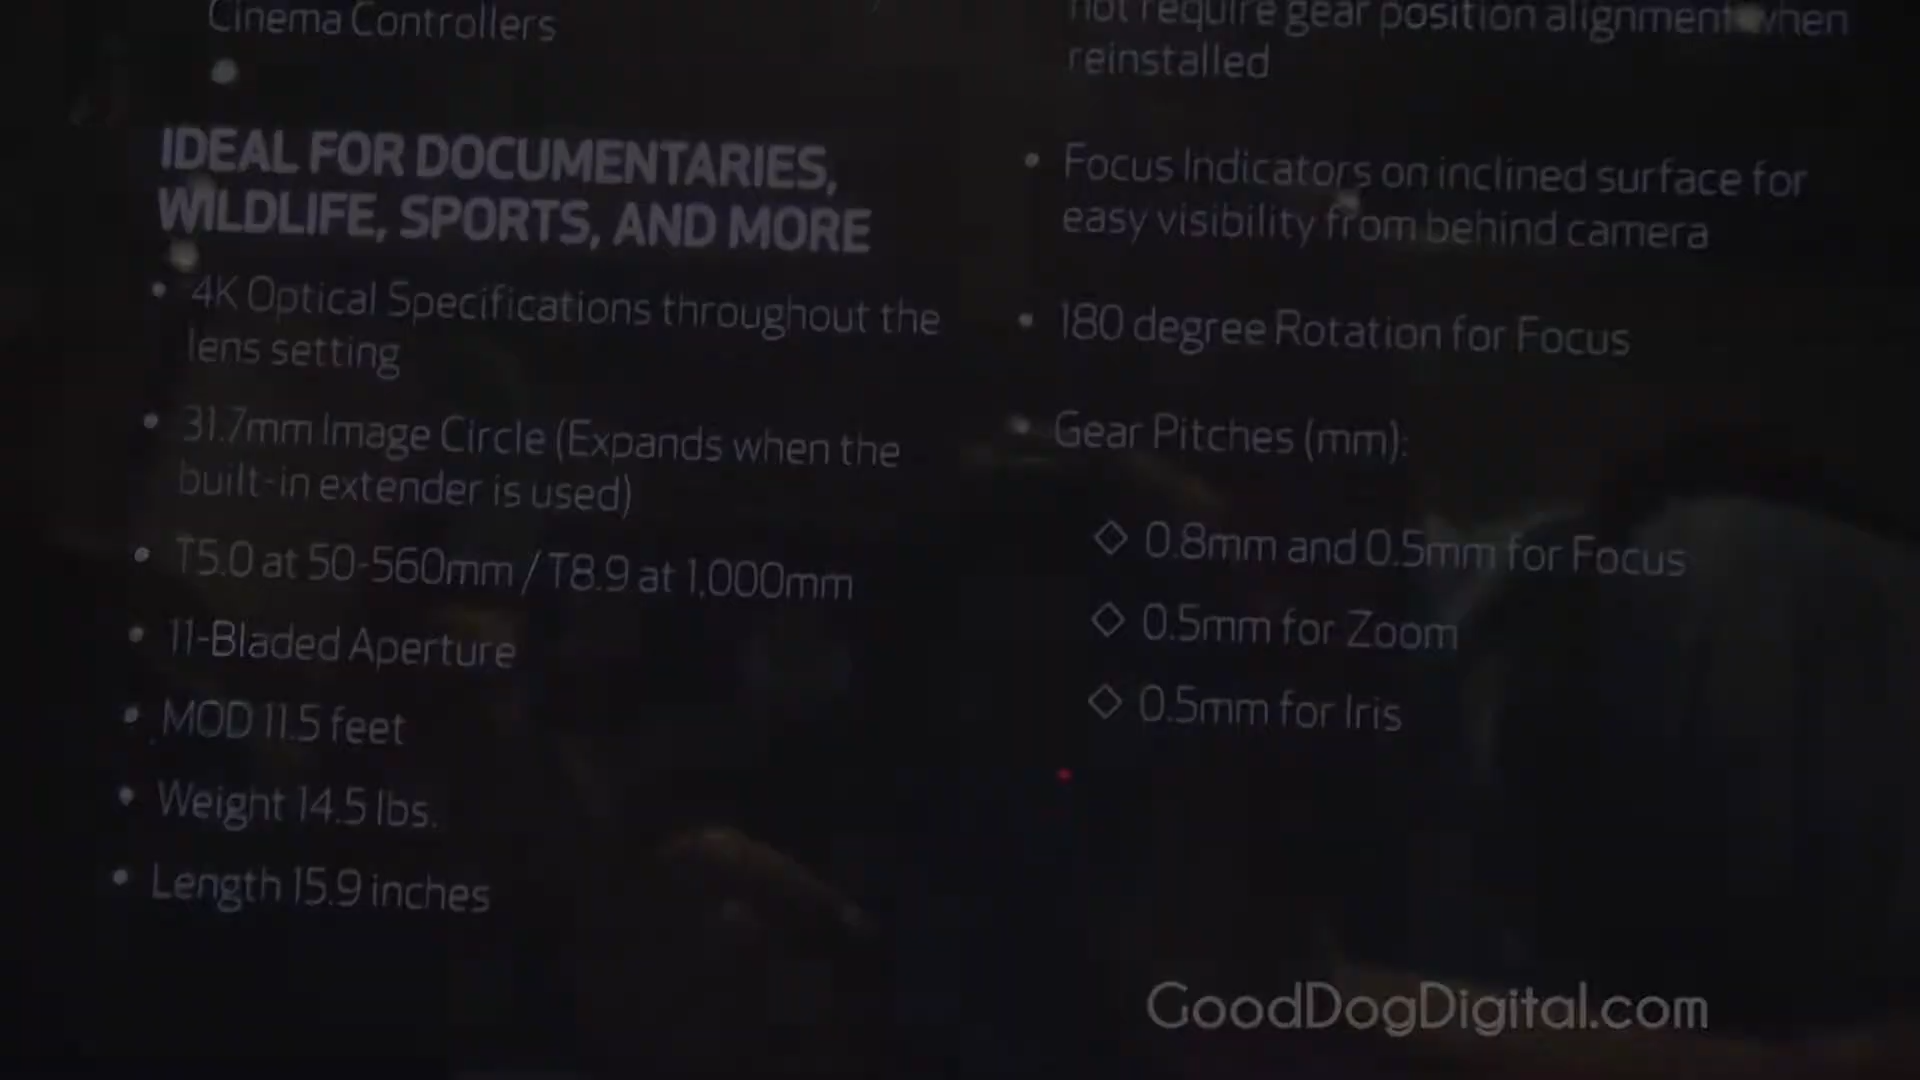 Cinema Controllers
IDEAL FOR DOCUMENTARIES,
WILDLIFE, SPORTS, AND MORE
• 4K Optical Specifications throughout the
lens setting
• 31.7mm Image Circle (Expands when the
built-in extender is used)
• T5.0 at 50-560mm / T8.9 at 1,000mm
• 11-Bladed Aperture
• MOD 11.5 feet
• Weight 14.5 lbs.
• Length 15.9 inches
not require gear position alignment when
reinstalled
• Focus Indicators on inclined surface for
easy visibility from behind camera
• 180 degree Rotation for Focus
• Gear Pitches (mm):
◇ 0.8mm and 0.5mm for Focus
◇ 0.5mm for Zoom
◇ 0.5mm for Iris
GoodDogDigital.com